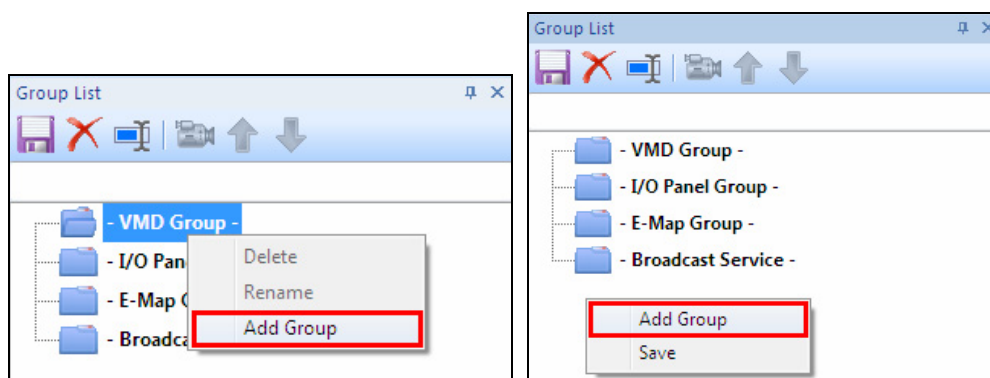 Group List
- VMD Group -
- I/O Pan
- E-Map
- Broadca
Delete
Rename
Add Group
Group List
- VMD Group -
- I/O Panel Group -
- E-Map Group -
- Broadcast Service -
Add Group
Save